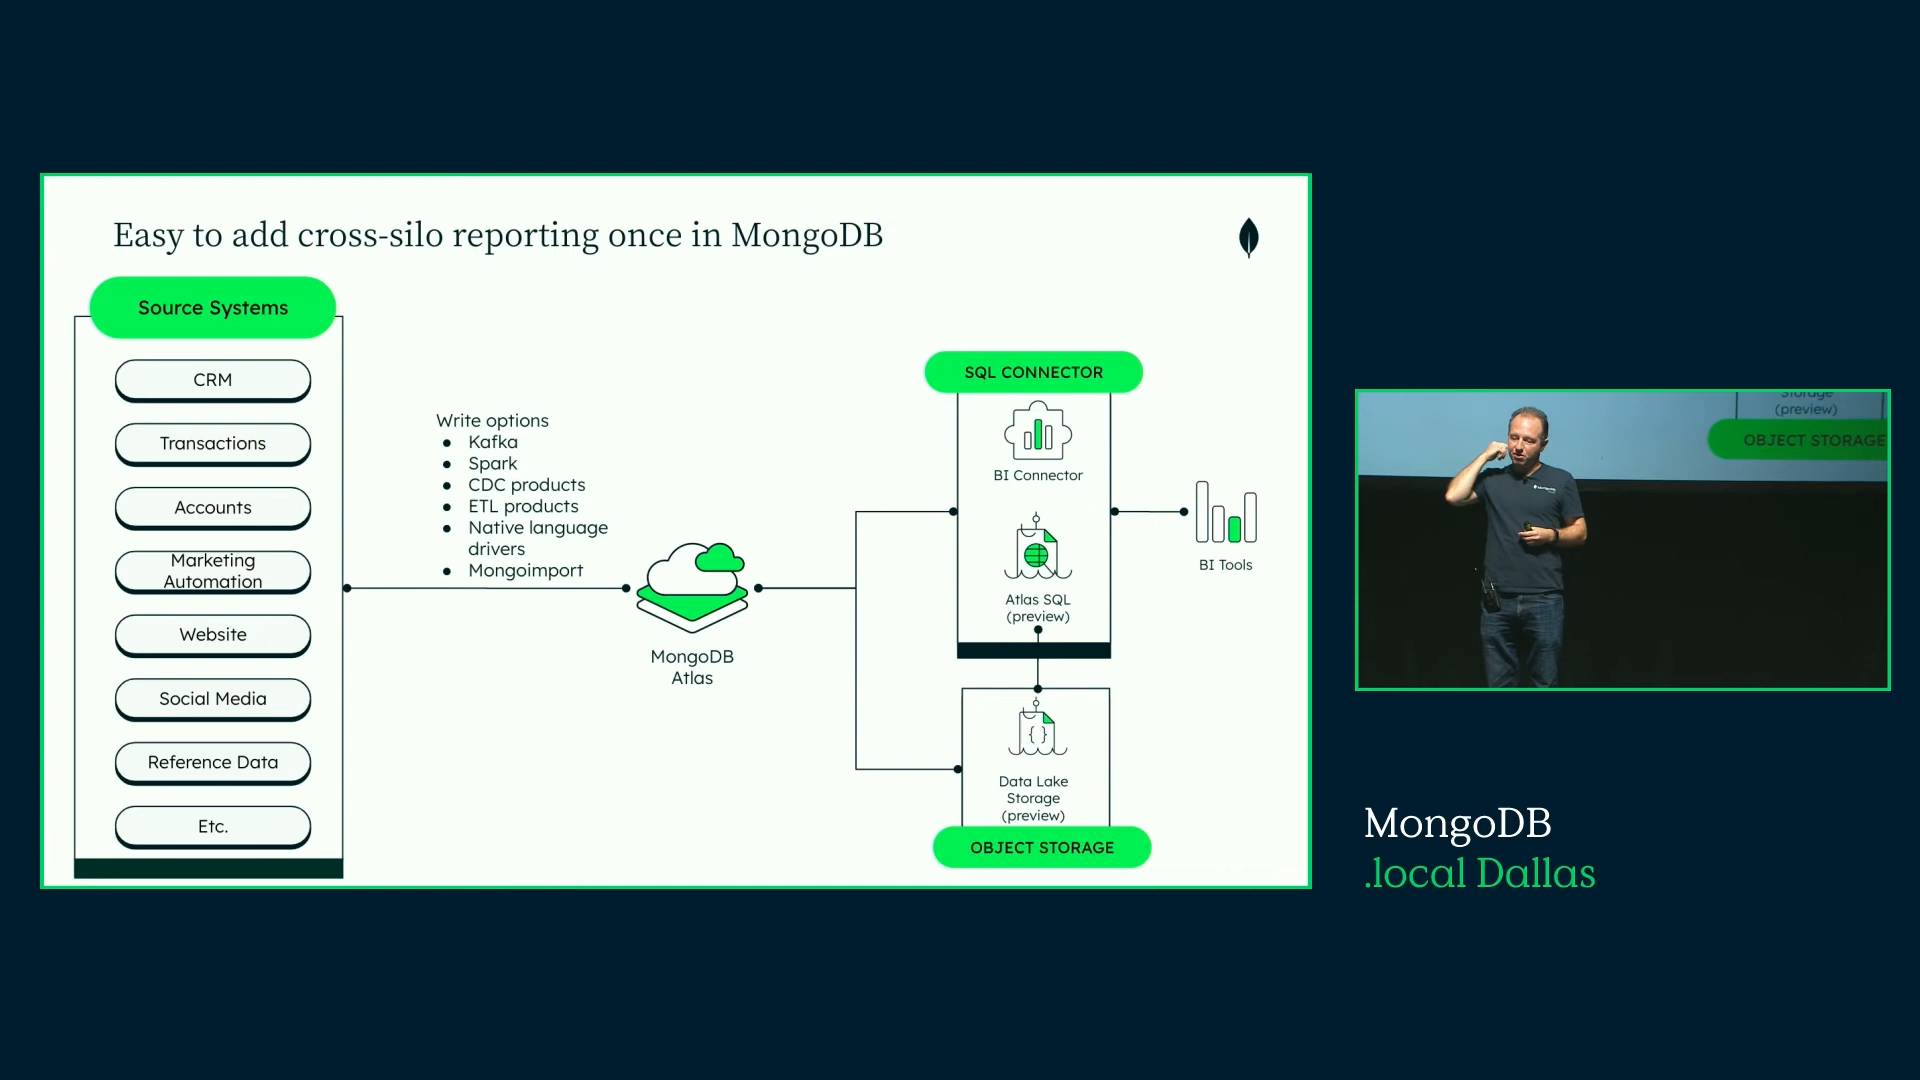 Easy to add cross-silo reporting once in MongoDB
Source Systems
CRM
Transactions
Accounts
Marketing
Automation
Website
Social Media
Reference Data
Etc.
Write options
● Kafka
● Spark
● CDC products
● ETL products
● Native language
drivers
● Mongoimport
MongoDB
Atlas
SQL CONNECTOR
BI Connector
Atlas SQL
(preview)
BI Tools
{ }
Data Lake
Storage
(preview)
OBJECT STORAGE
Storage
(preview)
OBJECT STORAGE
MongoDB
.local Dallas